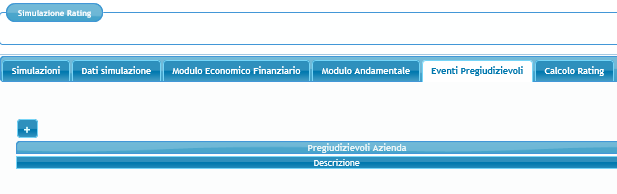 Simulazione Rating
Simulazioni Dati simulazione Modulo Economico Finanziario Modulo Andamentale Eventi Pregiudizievoli Calcolo Rating
+
Pregiudizievoli Azienda
Descrizione